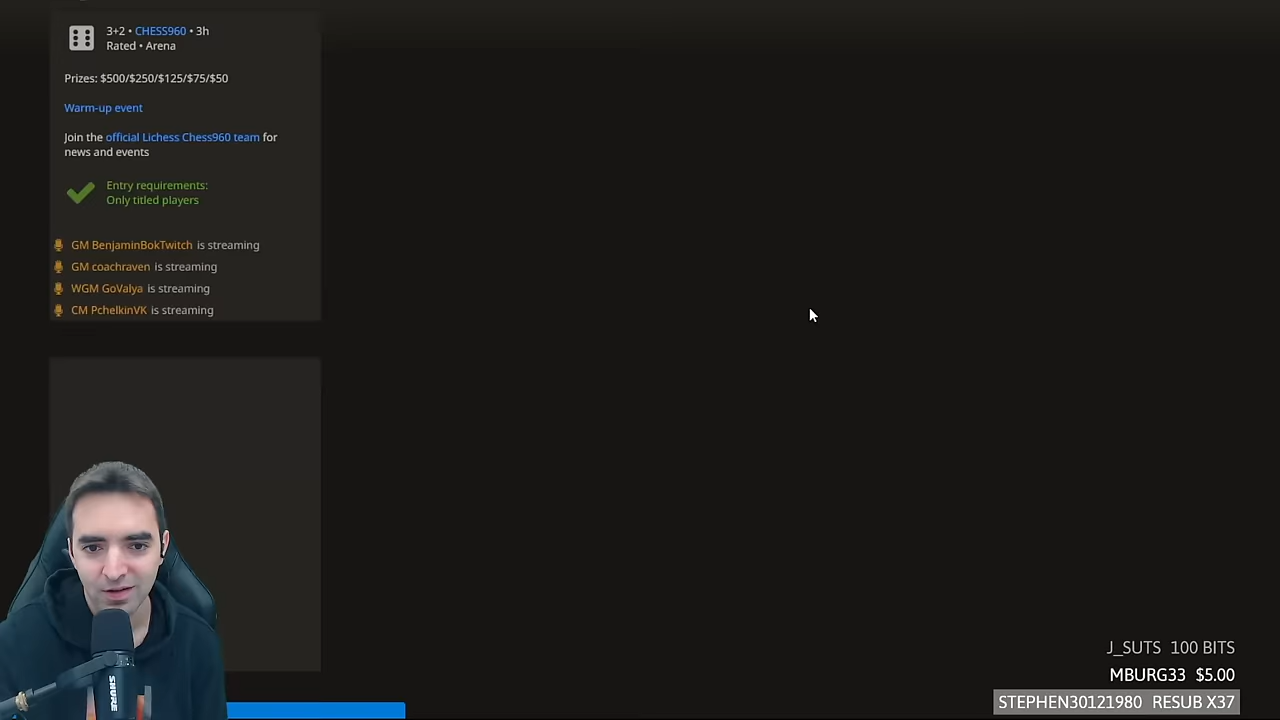 3+2 • CHESS960 • 3h
Rated • Arena
Prizes: $500/$250/$125/$75/$50
Warm-up event
Join the official Lichess Chess960 team for
news and events
Entry requirements:
Only titled players
GM BenjaminBokTwitch is streaming
GM coachraven is streaming
WGM GoValya is streaming
CM PchelkinVK is streaming
SHURE
J_SUTS 100 BITS
MBURG33 $5.00
STEPHEN30121980 RESUB X37